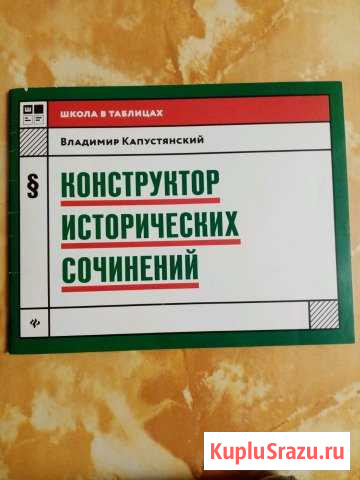 ШКОЛА В ТАБЛИЦАХ
ВЛАДИМИР КАПУСТЯНСКИЙ
§
КОНСТРУКТОР
ИСТОРИЧЕСКИХ
СОЧИНЕНИЙ
KupluSrazu.ru